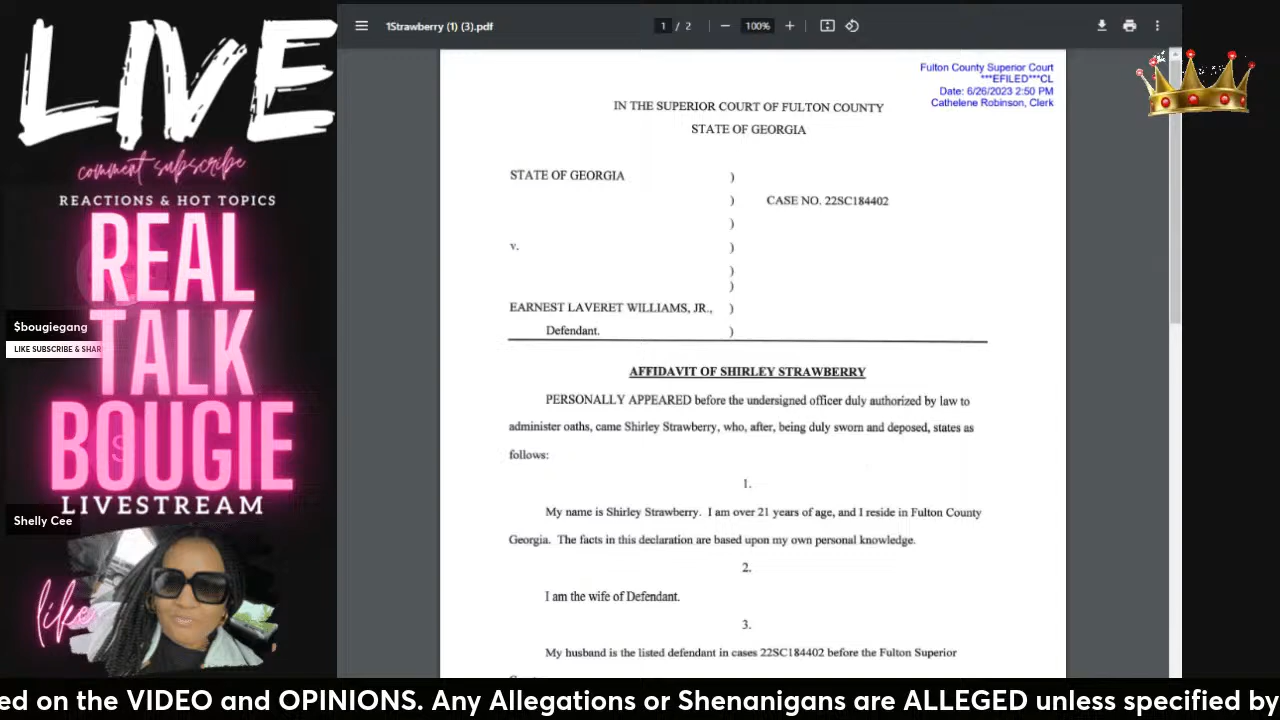 LIVE
comment subscribe
REACTIONS & HOT TOPICS
REAL
TALK
BOUGIE
LIVESTREAM
$bougiegang
LIKE SUBSCRIBE & SHAR
Shelly Cee
like
1Strawberry (1) (3).pdf
1 / 2
100%
Fulton County Superior Court
***EFILED***CL
Date: 6/26/2023 2:50 PM
Cathelene Robinson, Clerk
IN THE SUPERIOR COURT OF FULTON COUNTY
STATE OF GEORGIA
STATE OF GEORGIA )
) CASE NO. 22SC184402
)
v. )
)
)
EARNEST LAVERET WILLIAMS, JR., )
Defendant. )
AFFIDAVIT OF SHIRLEY STRAWBERRY
PERSONALLY APPEARED before the undersigned officer duly authorized by law to
administer oaths, came Shirley Strawberry, who, after, being duly sworn and deposed, states as
follows:
1.
My name is Shirley Strawberry. I am over 21 years of age, and I reside in Fulton County
Georgia. The facts in this declaration are based upon my own personal knowledge.
2.
I am the wife of Defendant.
3.
My husband is the listed defendant in cases 22SC184402 before the Fulton Superior
ed on the VIDEO and OPINIONS. Any Allegations or Shenanigans are ALLEGED unless specified by